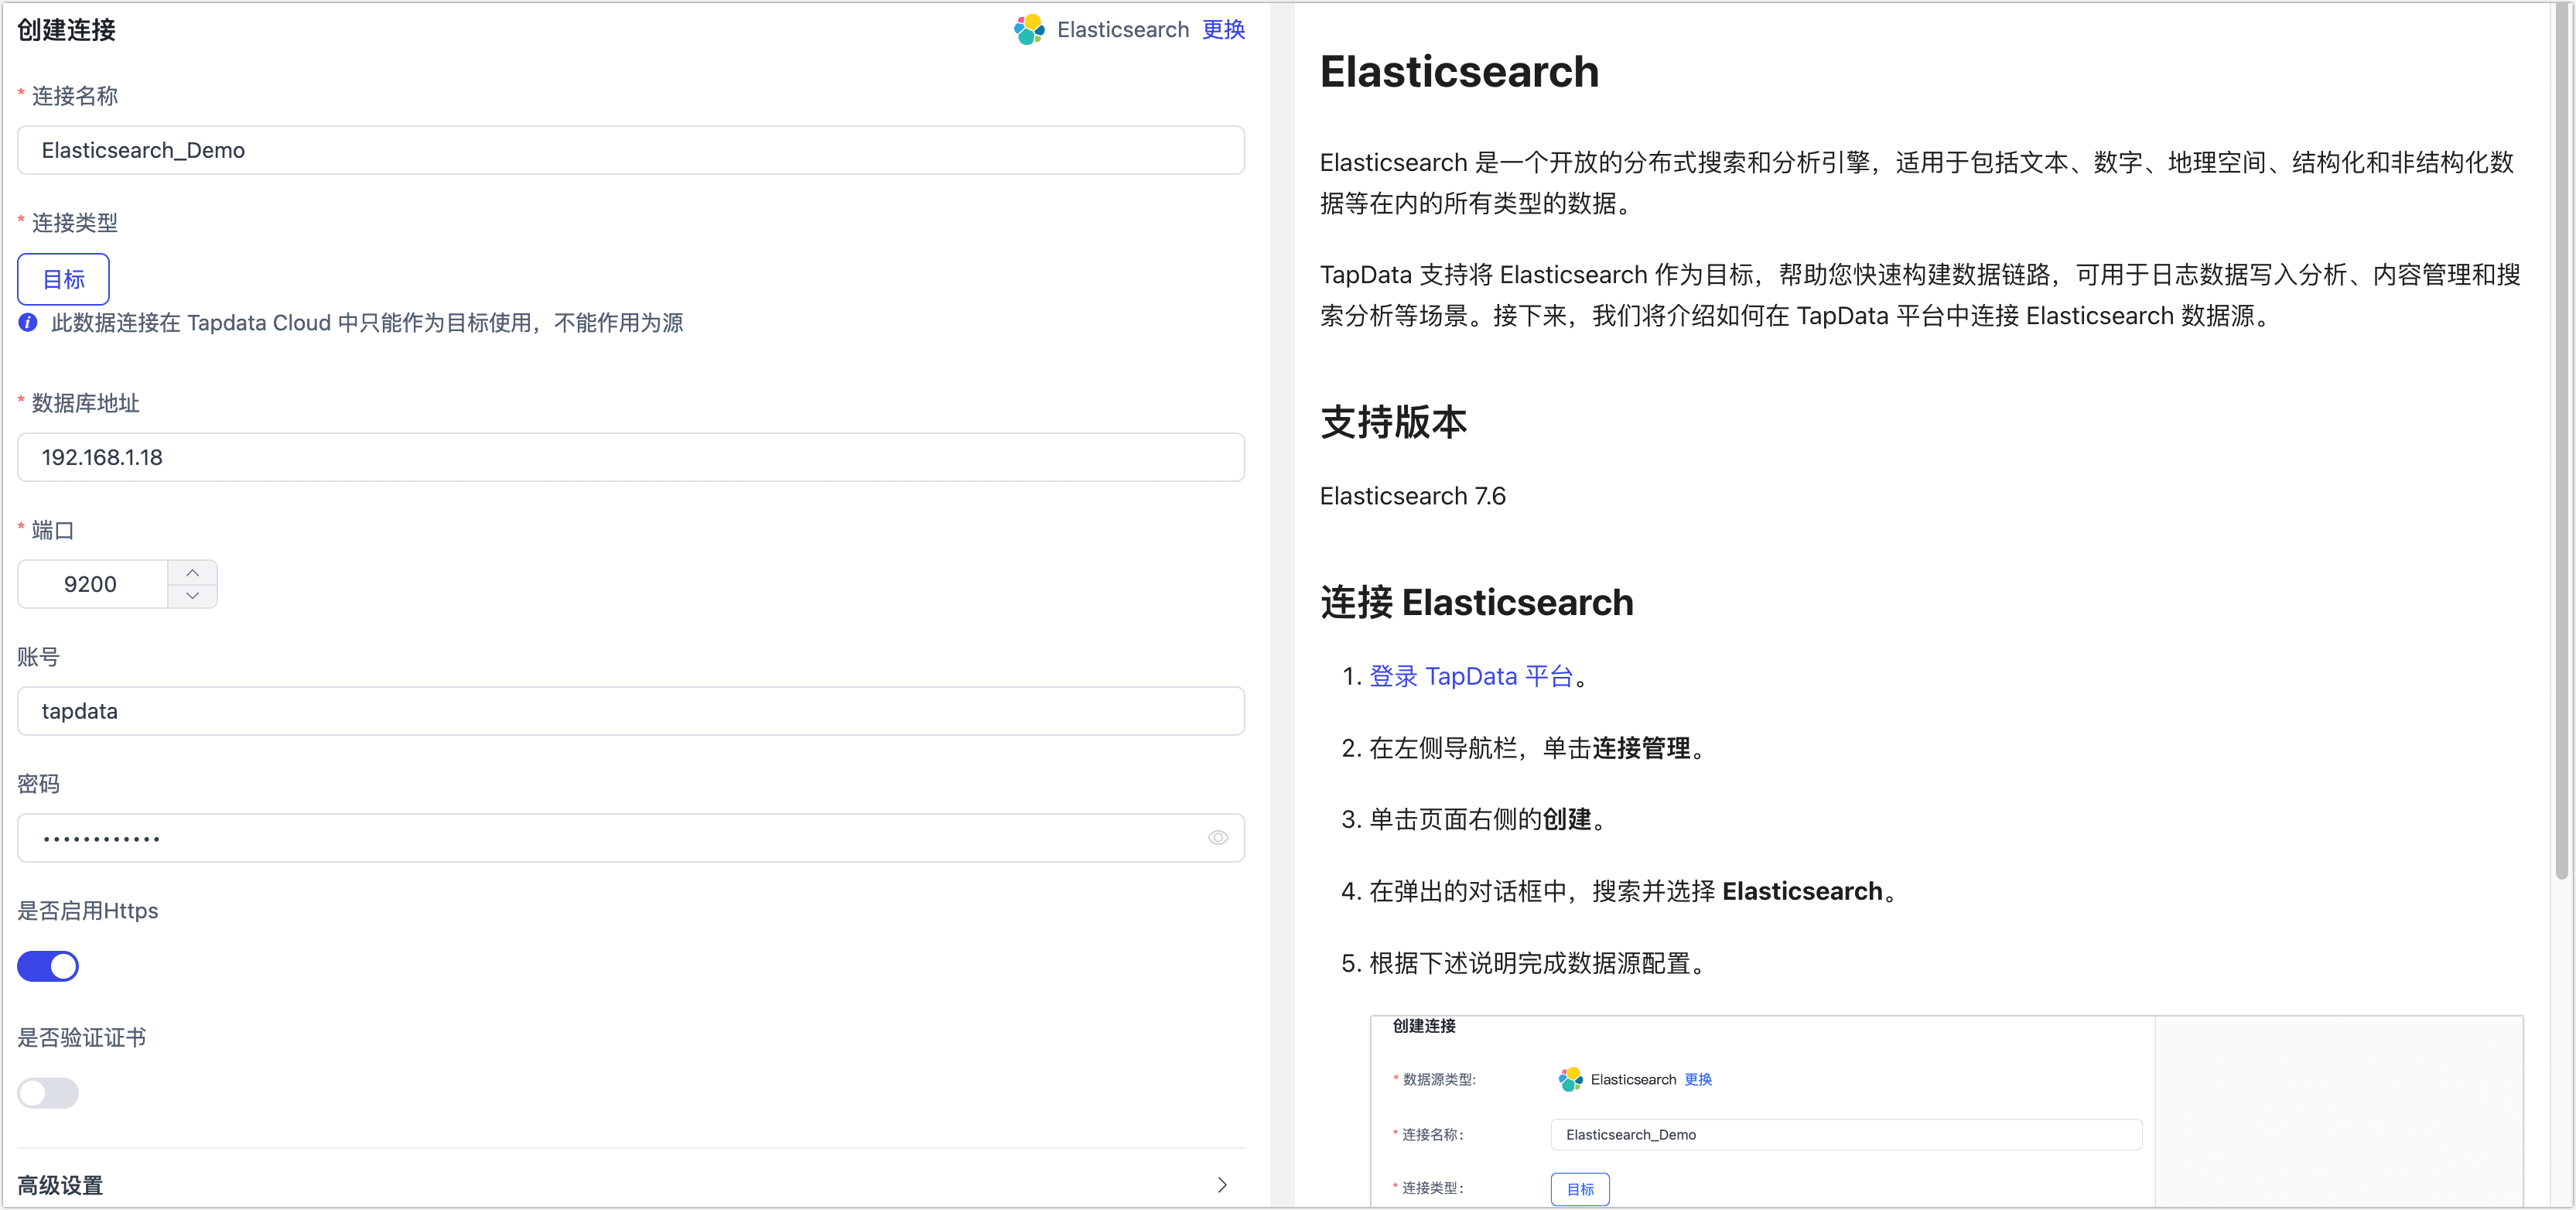 创建连接
Elasticsearch 更换
* 连接名称
Elasticsearch_Demo
* 连接类型
目标
此数据连接在 Tapdata Cloud 中只能作为目标使用，不能作用为源
* 数据库地址
192.168.1.18
* 端口
9200
账号
tapdata
密码
••••••••••••
是否启用Https
是否验证证书
高级设置
Elasticsearch
Elasticsearch 是一个开放的分布式搜索和分析引擎，适用于包括文本、数字、地理空间、结构化和非结构化数
据等在内的所有类型的数据。
TapData 支持将 Elasticsearch 作为目标，帮助您快速构建数据链路，可用于日志数据写入分析、内容管理和搜
索分析等场景。接下来，我们将介绍如何在 TapData 平台中连接 Elasticsearch 数据源。
支持版本
Elasticsearch 7.6
连接 Elasticsearch
1. 登录 TapData 平台。
2. 在左侧导航栏，单击连接管理。
3. 单击页面右侧的创建。
4. 在弹出的对话框中，搜索并选择 Elasticsearch。
5. 根据下述说明完成数据源配置。
创建连接
* 数据源类型: Elasticsearch 更换
* 连接名称: Elasticsearch_Demo
* 连接类型: 目标